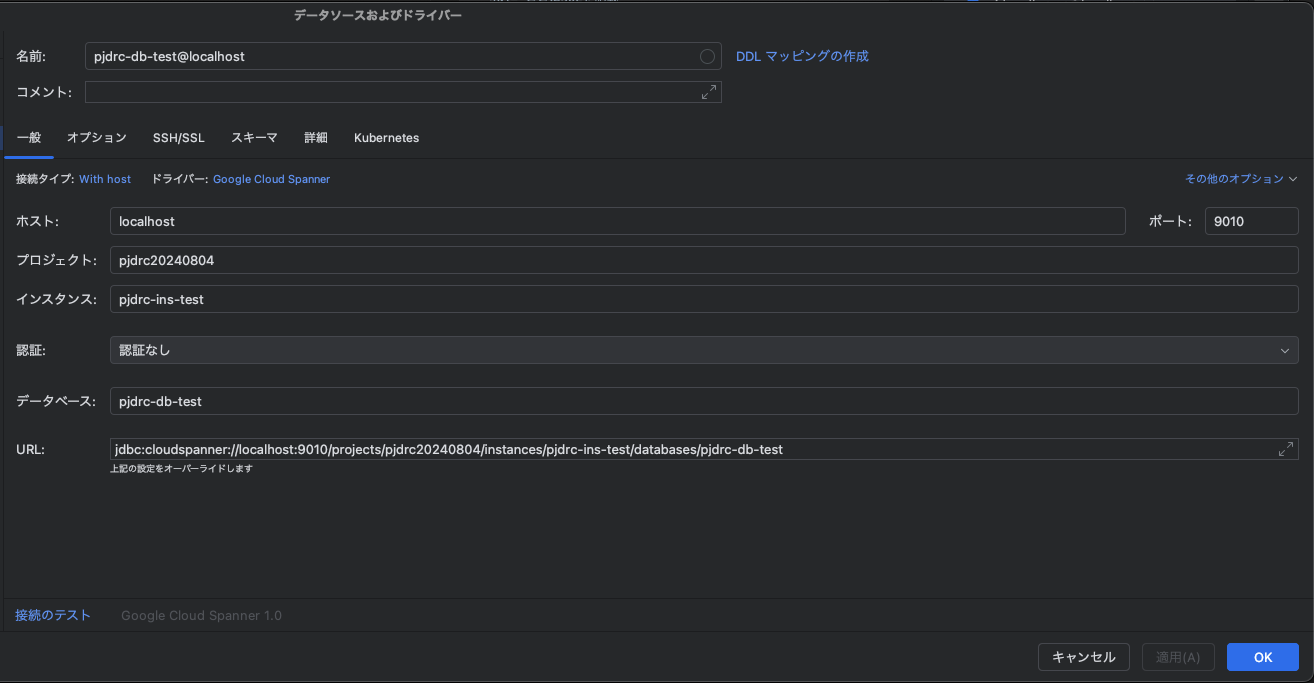 データソースおよびドライバー
名前: pjdrc-db-test@localhost DDL マッピングの作成
コメント:
一般 オプション SSH/SSL スキーマ 詳細 Kubernetes
接続タイプ: With host ドライバー: Google Cloud Spanner その他のオプション
ホスト: localhost ポート: 9010
プロジェクト: pjdrc20240804
インスタンス: pjdrc-ins-test
認証: 認証なし
データベース: pjdrc-db-test
URL: jdbc:cloudspanner://localhost:9010/projects/pjdrc20240804/instances/pjdrc-ins-test/databases/pjdrc-db-test
上記の設定をオーバーライドします
接続のテスト Google Cloud Spanner 1.0
キャンセル 適用(A) OK